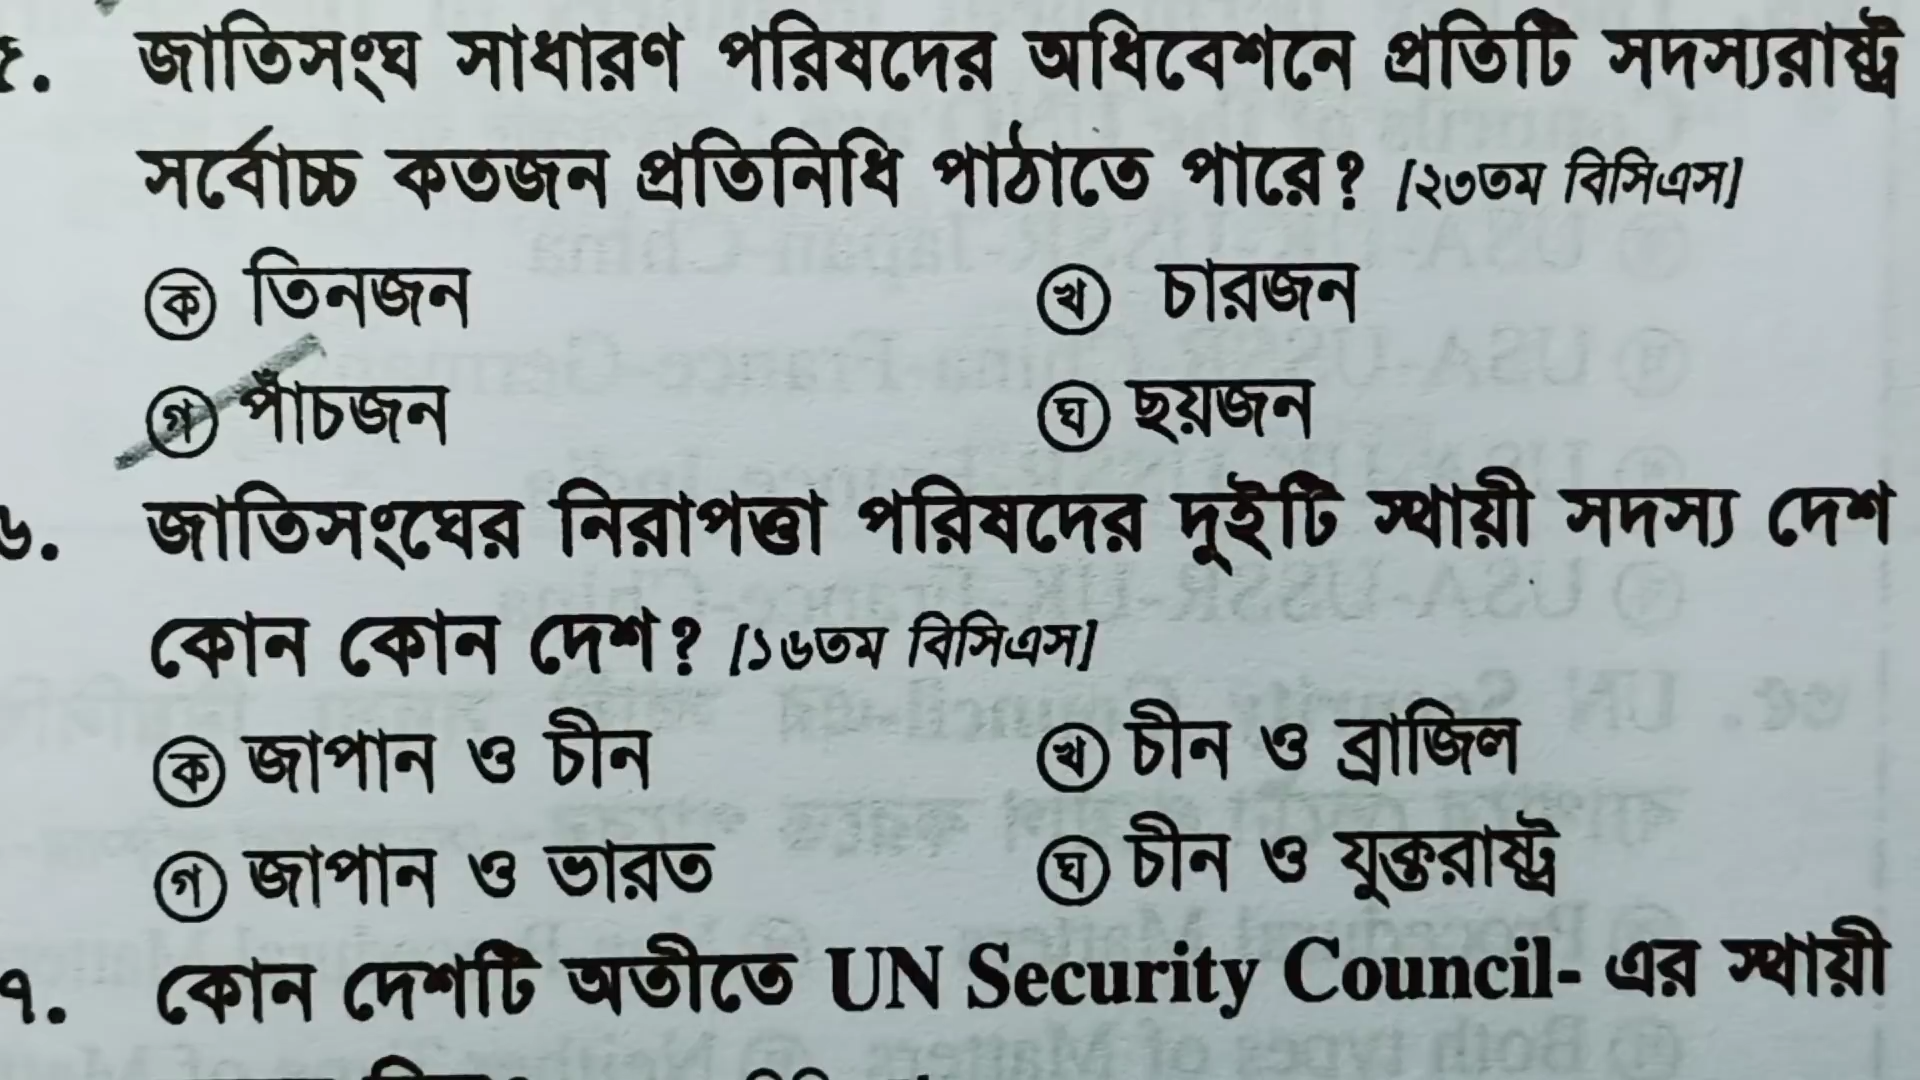 ৫. জাতিসংঘ সাধারণ পরিষদের অধিবেশনে প্রতিটি সদস্যরাষ্ট্র
সর্বোচ্চ কতজন প্রতিনিধি পাঠাতে পারে? [২৩তম বিসিএস]
ক তিনজন খ চারজন
গ পাঁচজন ঘ ছয়জন
৬. জাতিসংঘের নিরাপত্তা পরিষদের দুইটি স্থায়ী সদস্য দেশ
কোন কোন দেশ? [১৬তম বিসিএস]
ক জাপান ও চীন খ চীন ও ব্রাজিল
গ জাপান ও ভারত ঘ চীন ও যুক্তরাষ্ট্র
৭. কোন দেশটি অতীতে UN Security Council- এর স্থায়ী